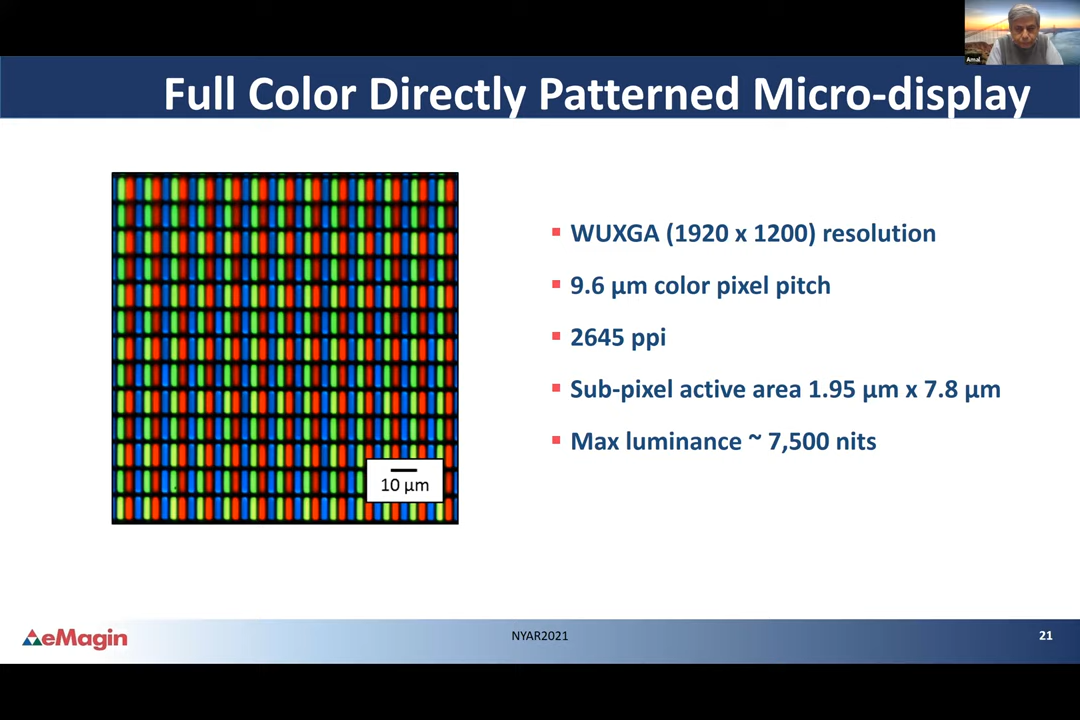 Amal
Full Color Directly Patterned Micro-display
WUXGA (1920 x 1200) resolution
9.6 µm color pixel pitch
2645 ppi
Sub-pixel active area 1.95 µm x 7.8 µm
Max luminance ~ 7,500 nits
10 µm
eMagin
NYAR2021
21